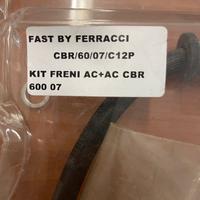 FAST BY FERRACCI
CBR/60/07/C12P
KIT FRENI AC+AC CBR
600 07